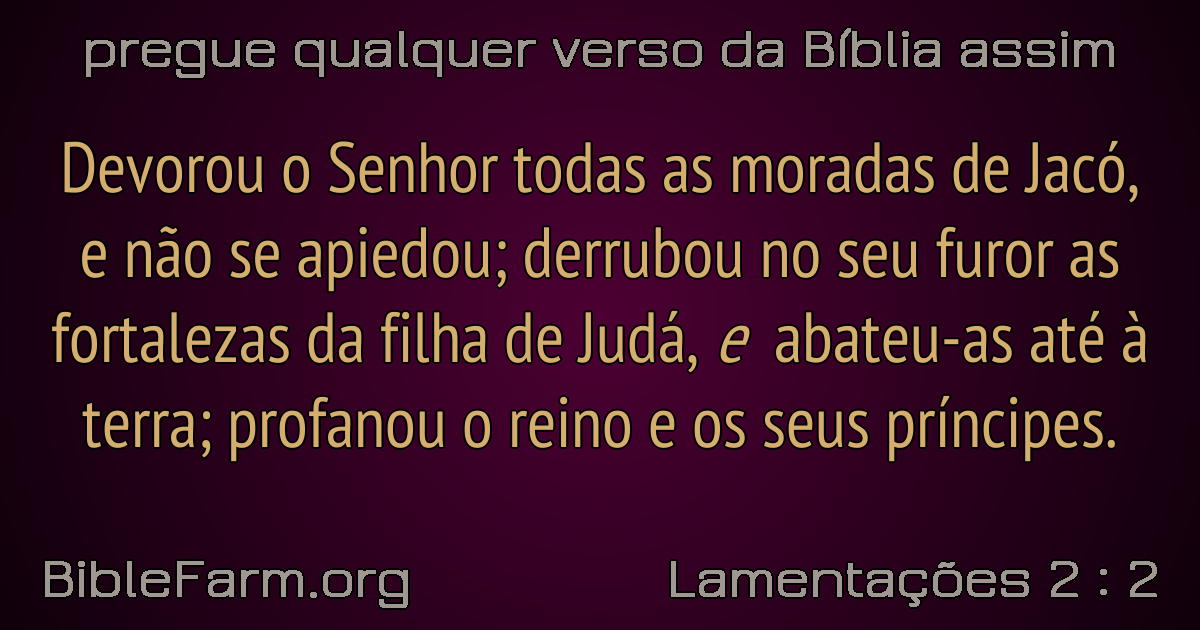 pregue qualquer verso da Bíblia assim
Devorou o Senhor todas as moradas de Jacó,
e não se apiedou; derrubou no seu furor as
fortalezas da filha de Judá, e abateu-as até à
terra; profanou o reino e os seus príncipes.
BibleFarm.org
Lamentações 2 : 2